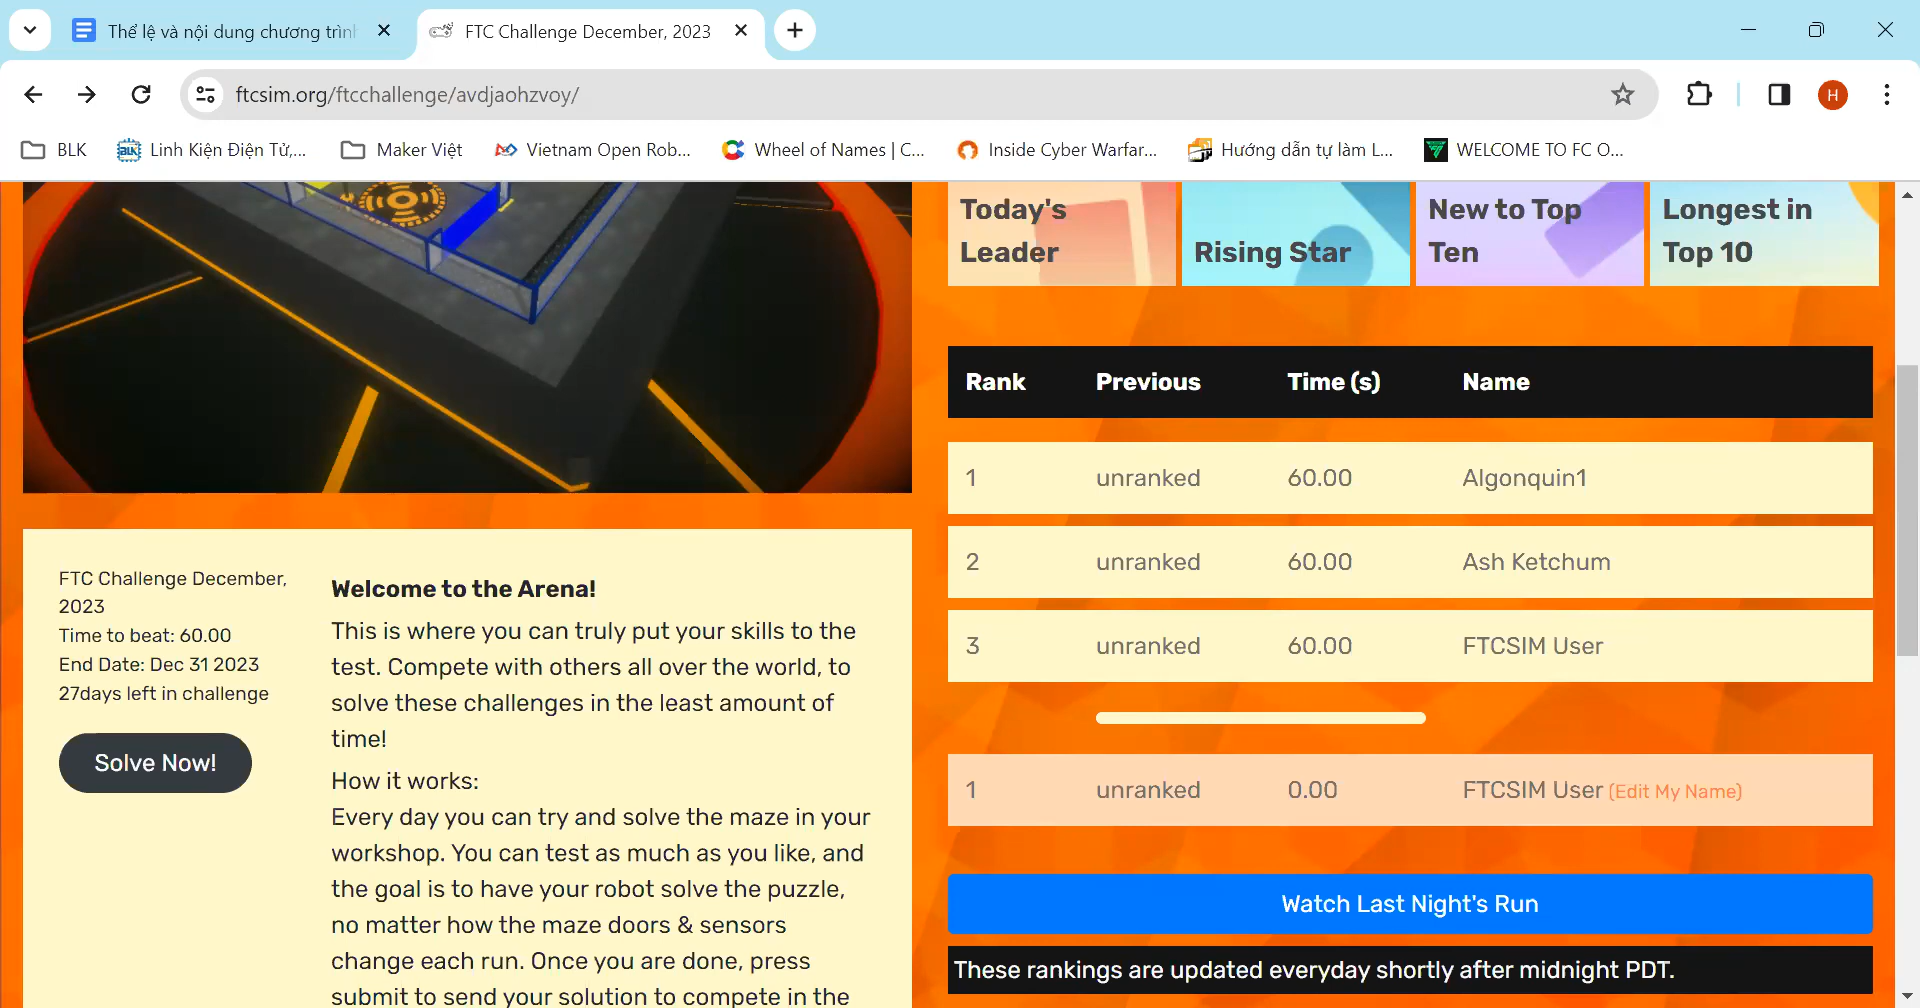 Thể lệ và nội dung chương trìn
FTC Challenge December, 2023
ftcsim.org/ftcchallenge/avdjaohzvoy/
H
BLK
Linh Kiện Điện Tử,...
Maker Việt
Vietnam Open Rob...
Wheel of Names | C...
Inside Cyber Warfar...
Hướng dẫn tự làm L...
WELCOME TO FC O...
Today's
Leader
Rising Star
New to Top
Ten
Longest in
Top 10
Rank Previous Time (s) Name
1 unranked 60.00 Algonquin1
2 unranked 60.00 Ash Ketchum
3 unranked 60.00 FTCSIM User
1 unranked 0.00 FTCSIM User (Edit My Name)
Watch Last Night's Run
These rankings are updated everyday shortly after midnight PDT.
FTC Challenge December,
2023
Time to beat: 60.00
End Date: Dec 31 2023
27days left in challenge
Solve Now!
Welcome to the Arena!
This is where you can truly put your skills to the
test. Compete with others all over the world, to
solve these challenges in the least amount of
time!
How it works:
Every day you can try and solve the maze in your
workshop. You can test as much as you like, and
the goal is to have your robot solve the puzzle,
no matter how the maze doors & sensors
change each run. Once you are done, press
submit to send your solution to compete in the